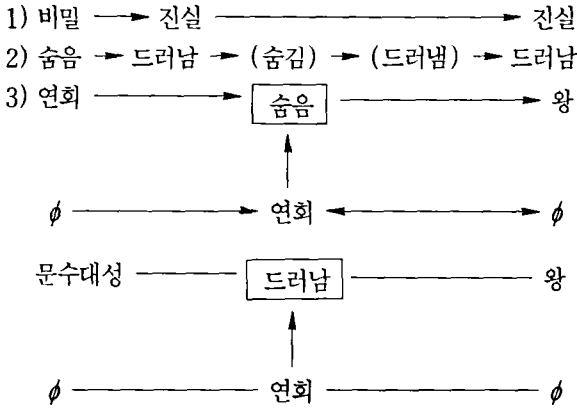 1) 비밀 → 진실 → 진실
2) 숨음 → 드러남 → (숨김) → (드러냄) → 드러남
3) 연회 → 숨음 → 왕
ϕ → 연회 ↔ ϕ
문수대성 드러남 왕
ϕ 연회 ϕ